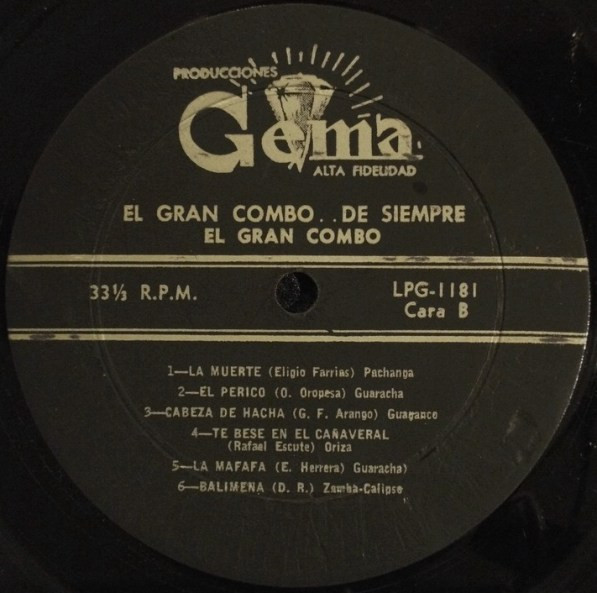 PRODUCCIONES
Gema
ALTA FIDELIDAD
EL GRAN COMBO..DE SIEMPRE
EL GRAN COMBO
33⅓ R.P.M.
LPG-1181
Cara B
1—LA MUERTE (Eligio Farrias) Pachanga
2—EL PERICO (O. Oropesa) Guaracha
3—CABEZA DE HACHA (G. F. Arango) Guaganco
4—TE BESE EN EL CAÑAVERAL
(Rafael Escute) Oriza
5—LA MAFAFA (E. Herrera) Guaracha)
6—BALIMENA (D. R.) Zumba-Calipso